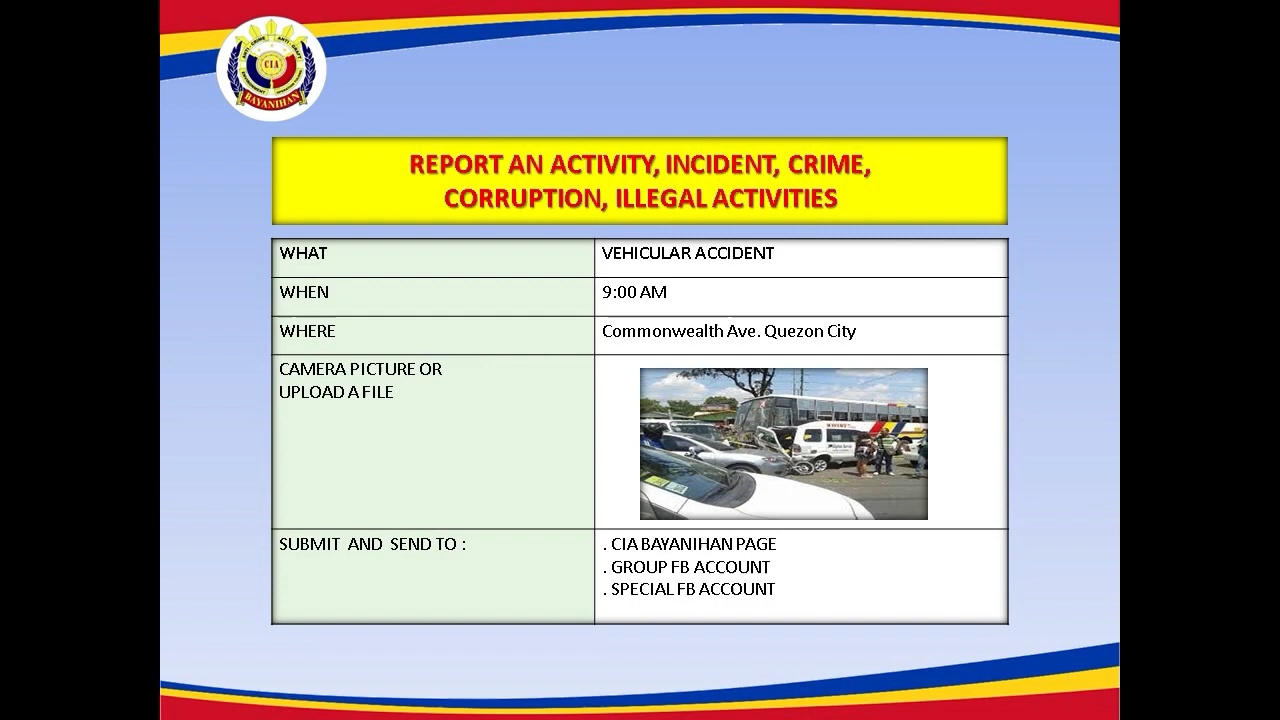 CIA
BAYANIHAN
REPORT AN ACTIVITY, INCIDENT, CRIME,
CORRUPTION, ILLEGAL ACTIVITIES
WHAT
VEHICULAR ACCIDENT
WHEN
9:00 AM
WHERE
Commonwealth Ave. Quezon City
CAMERA PICTURE OR
UPLOAD A FILE
SUBMIT AND SEND TO :
. CIA BAYANIHAN PAGE
. GROUP FB ACCOUNT
. SPECIAL FB ACCOUNT